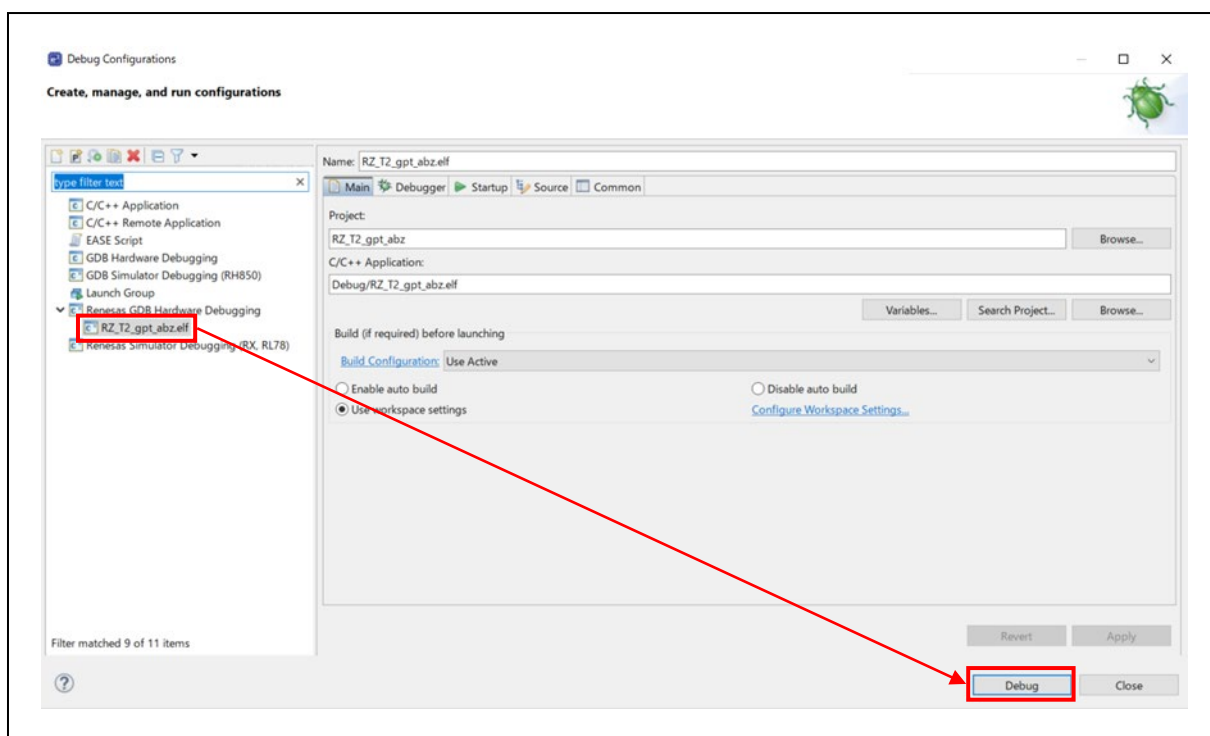 Debug Configurations
Create, manage, and run configurations
type filter text
C/C++ Application
C/C++ Remote Application
EASE Script
GDB Hardware Debugging
GDB Simulator Debugging (RH850)
Launch Group
Renesas GDB Hardware Debugging
RZ_T2_gpt_abz.elf
Renesas Simulator Debugging (RX, RL78)
Filter matched 9 of 11 items
Name: RZ_T2_gpt_abz.elf
Main Debugger Startup Source Common
Project:
RZ_T2_gpt_abz Browse...
C/C++ Application:
Debug/RZ_T2_gpt_abz.elf
Variables... Search Project... Browse...
Build (if required) before launching
Build Configuration: Use Active
Enable auto build Disable auto build
Use workspace settings Configure Workspace Settings...
Revert Apply
Debug Close